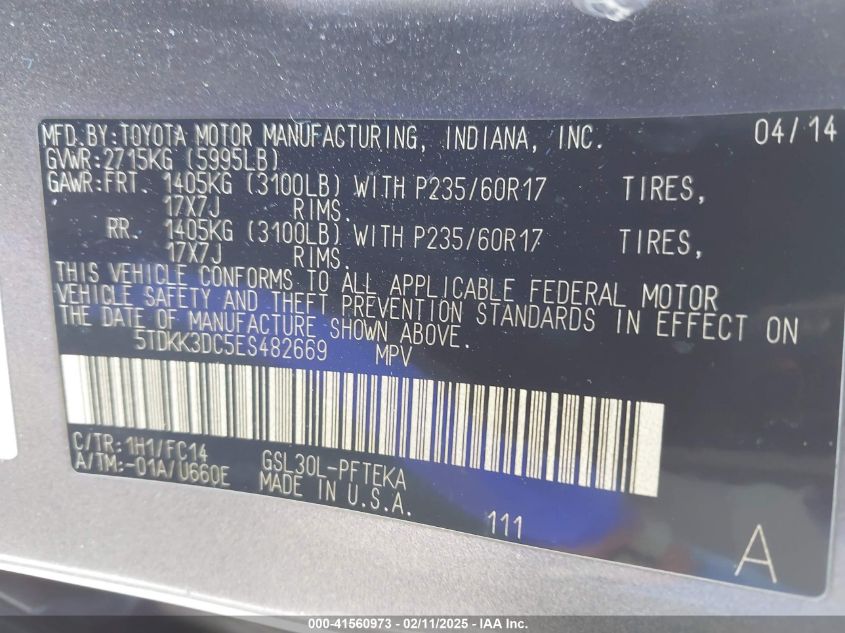 MFD.BY:TOYOTA MOTOR MANUFACTURING, INDIANA, INC. 04/14
GVWR:2715KG (5995LB)
GAWR:FRT. 1405KG (3100LB) WITH P235/60R17 TIRES,
17X7J RIMS.
RR. 1405KG (3100LB) WITH P235/60R17 TIRES,
17X7J RIMS.
THIS VEHICLE CONFORMS TO ALL APPLICABLE FEDERAL MOTOR
VEHICLE SAFETY AND THEFT PREVENTION STANDARDS IN EFFECT ON
THE DATE OF MANUFACTURE SHOWN ABOVE.
5TDKK3DC5ES482669 MPV
C/TR:1H1/FC14
A/TM:-01A/U660E
GSL30L-PFTEKA
MADE IN U.S.A.
111
A
000-41560973 - 02/11/2025 - IAA Inc.